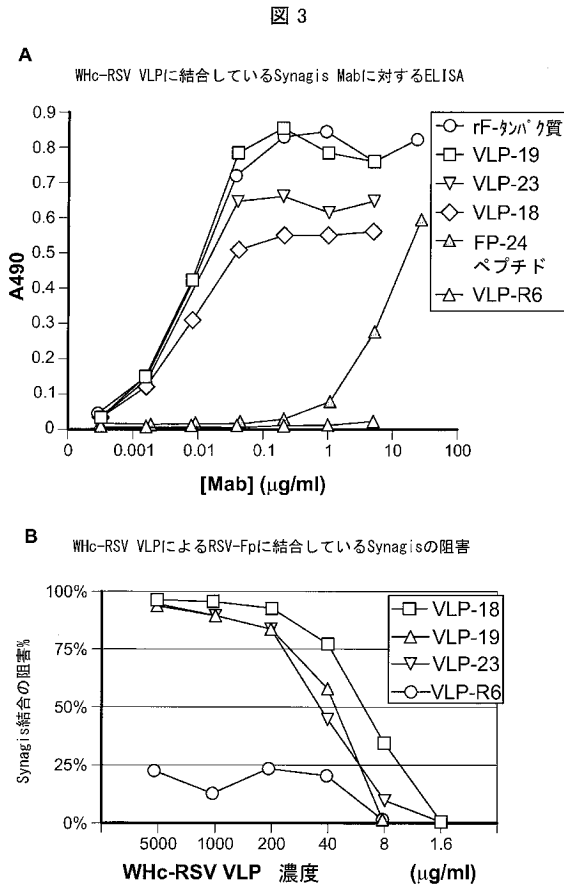 図 3
A
WHc-RSV VLPに結合しているSynagis Mabに対するELISA
0.9
0.8
0.7
0.6
0.5
0.4
0.3
0.2
0.1
0
A490
0
0.001
0.01
0.1
1
10
100
[Mab] (μg/ml)
rF-タンパク質
VLP-19
VLP-23
VLP-18
FP-24
ペプチド
VLP-R6
B
WHc-RSV VLPによるRSV-Fpに結合しているSynagisの阻害
100%
75%
50%
25%
0%
Synagis結合の阻害%
VLP-18
VLP-19
VLP-23
VLP-R6
5000
1000
200
40
8
1.6
WHc-RSV VLP 濃度 (μg/ml)